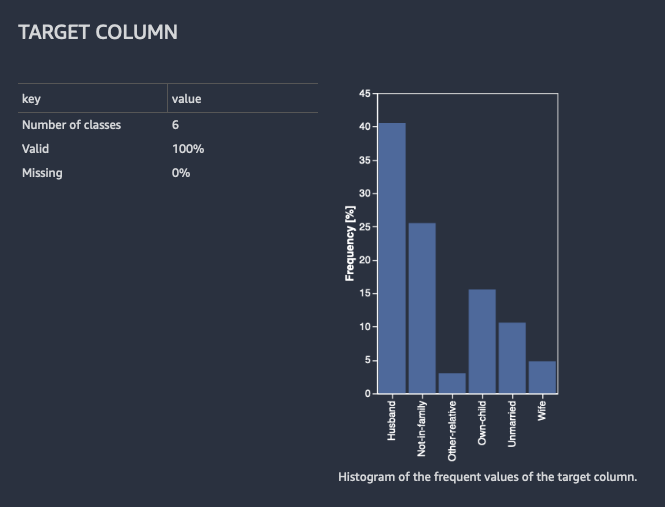 TARGET COLUMN
key value
Number of classes 6
Valid 100%
Missing 0%
Frequency [%]
45
40
35
30
25
20
15
10
5
0
Husband
Not-in-family
Other-relative
Own-child
Unmarried
Wife
Histogram of the frequent values of the target column.